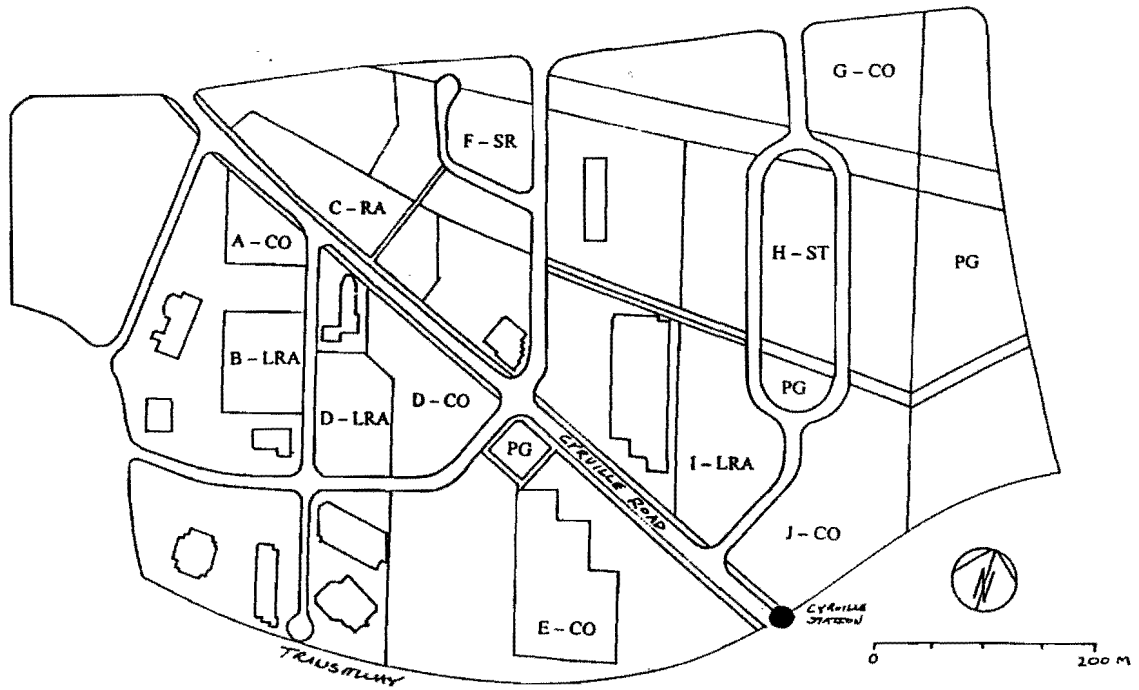 G – CO
F – SR
C – RA
A – CO
H – ST
PG
B – LRA
D – LRA
D – CO
PG
PG
CYRVILLE ROAD
I – LRA
J – CO
E – CO
CYRVILLE
STATION
TRANSITWAY
N
0 200 M